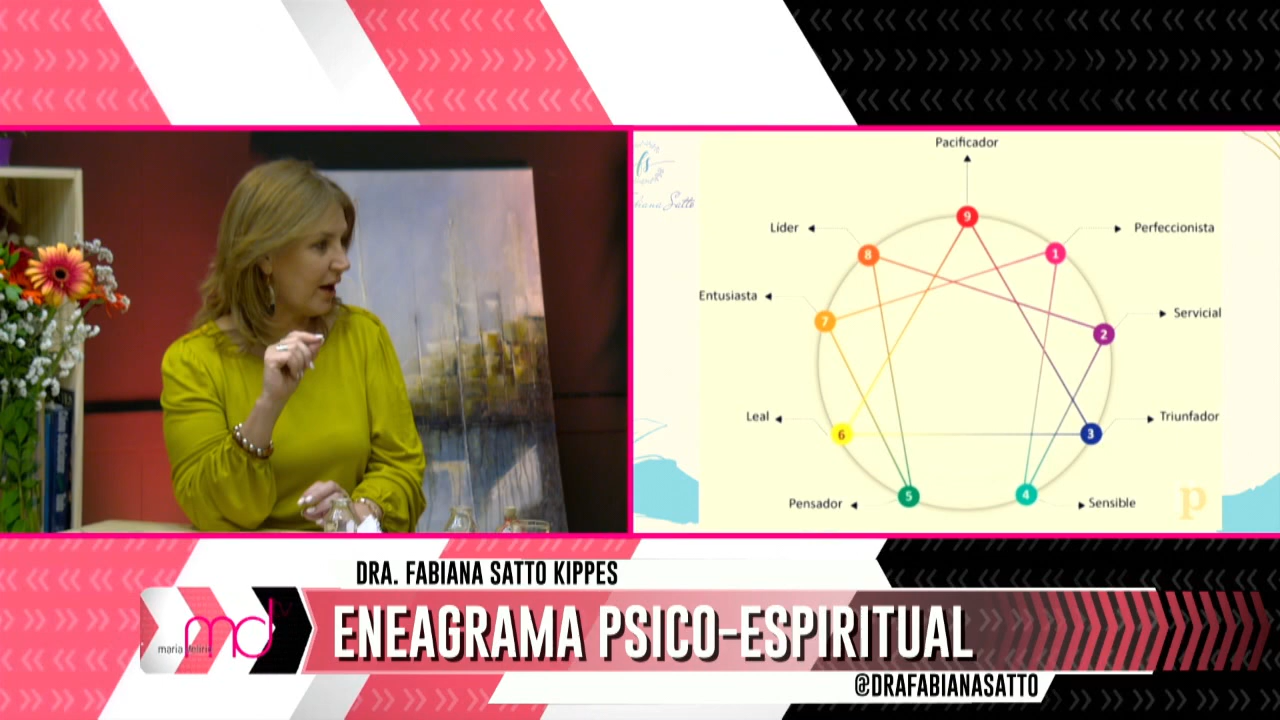 Pacificador
9
Líder
8
1
Perfeccionista
Entusiasta
7
2
Servicial
Leal
6
3
Triunfador
Pensador
5
4
Sensible
p
DRA. FABIANA SATTO KIPPES
md
maria
ENEAGRAMA PSICO-ESPIRITUAL
@DRAFABIANASATTO